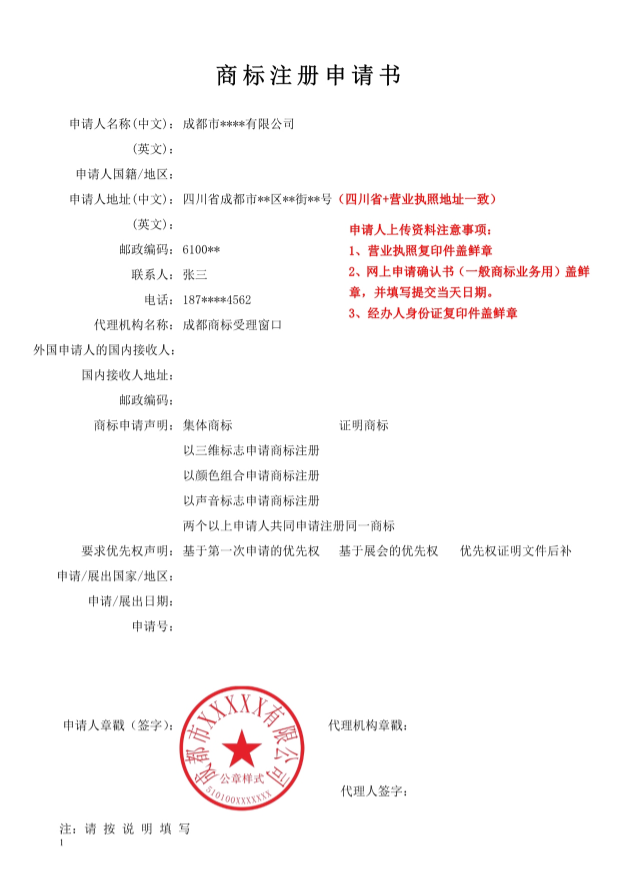 商标注册申请书
申请人名称(中文)：成都市****有限公司
(英文)：
申请人国籍/地区：
申请人地址(中文)：四川省成都市**区**街**号（四川省+营业执照地址一致）
(英文)：
申请人上传资料注意事项：
邮政编码：6100**
1、营业执照复印件盖鲜章
联系人：张三
2、网上申请确认书（一般商标业务用）盖鲜
章，并填写提交当天日期。
电话：187****4562
3、经办人身份证复印件盖鲜章
代理机构名称：成都商标受理窗口
外国申请人的国内接收人：
国内接收人地址：
邮政编码：
商标申请声明：集体商标 证明商标
以三维标志申请商标注册
以颜色组合申请商标注册
以声音标志申请商标注册
两个以上申请人共同申请注册同一商标
要求优先权声明：基于第一次申请的优先权 基于展会的优先权 优先权证明文件后补
申请/展出国家/地区：
申请/展出日期：
申请号：
申请人章戳（签字）： 代理机构章戳：
成都市XXXXX有限公司
公章样式
510100XXXXXXX
代理人签字：
注：请按说明填写
1